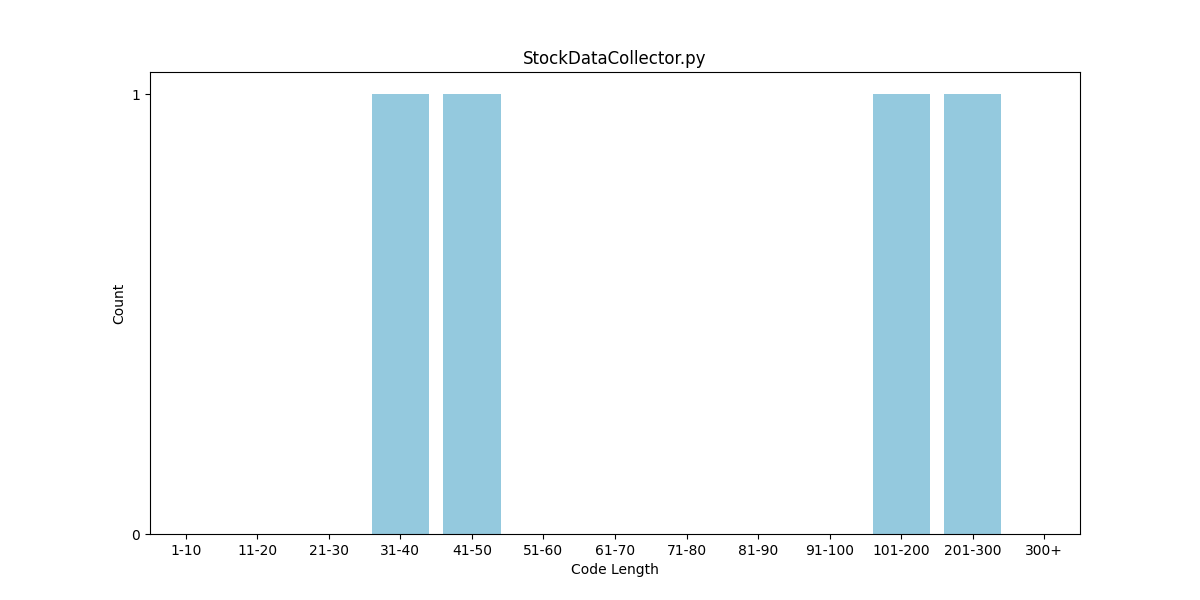 StockDataCollector.py
1
Count
0
1-10 11-20 21-30 31-40 41-50 51-60 61-70 71-80 81-90 91-100 101-200 201-300 300+
Code Length